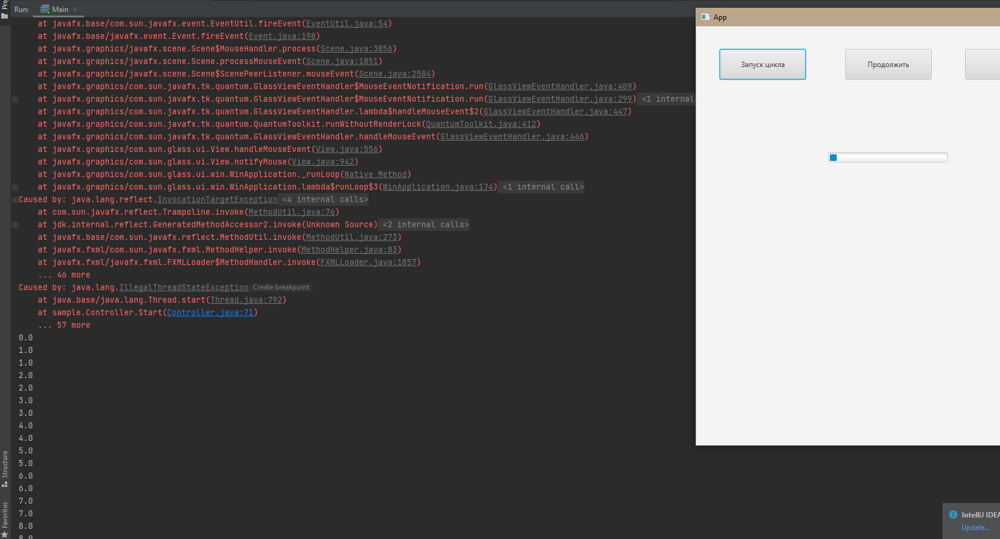 Run: Main
at javafx.base/com.sun.javafx.event.EventUtil.fireEvent(EventUtil.java:54)
at javafx.base/javafx.event.Event.fireEvent(Event.java:198)
at javafx.graphics/javafx.scene.Scene$MouseHandler.process(Scene.java:3856)
at javafx.graphics/javafx.scene.Scene.processMouseEvent(Scene.java:1851)
at javafx.graphics/javafx.scene.Scene$ScenePeerListener.mouseEvent(Scene.java:2584)
at javafx.graphics/com.sun.javafx.tk.quantum.GlassViewEventHandler$MouseEventNotification.run(GlassViewEventHandler.java:409)
at javafx.graphics/com.sun.javafx.tk.quantum.GlassViewEventHandler$MouseEventNotification.run(GlassViewEventHandler.java:299) <1 internal
at javafx.graphics/com.sun.javafx.tk.quantum.GlassViewEventHandler.lambda$handleMouseEvent$2(GlassViewEventHandler.java:447)
at javafx.graphics/com.sun.javafx.tk.quantum.QuantumToolkit.runWithoutRenderLock(QuantumToolkit.java:412)
at javafx.graphics/com.sun.javafx.tk.quantum.GlassViewEventHandler.handleMouseEvent(GlassViewEventHandler.java:446)
at javafx.graphics/com.sun.glass.ui.View.handleMouseEvent(View.java:556)
at javafx.graphics/com.sun.glass.ui.View.notifyMouse(View.java:942)
at javafx.graphics/com.sun.glass.ui.win.WinApplication._runLoop(Native Method)
at javafx.graphics/com.sun.glass.ui.win.WinApplication.lambda$runLoop$3(WinApplication.java:174) <1 internal call>
Caused by: java.lang.reflect.InvocationTargetException <4 internal calls>
at com.sun.javafx.reflect.Trampoline.invoke(MethodUtil.java:76)
at jdk.internal.reflect.GeneratedMethodAccessor2.invoke(Unknown Source) <2 internal calls>
at javafx.base/com.sun.javafx.reflect.MethodUtil.invoke(MethodUtil.java:273)
at javafx.fxml/com.sun.javafx.fxml.MethodHelper.invoke(MethodHelper.java:83)
at javafx.fxml/javafx.fxml.FXMLLoader$MethodHandler.invoke(FXMLLoader.java:1857)
... 46 more
Caused by: java.lang.IllegalThreadStateException Create breakpoint
at java.base/java.lang.Thread.start(Thread.java:792)
at sample.Controller.Start(Controller.java:71)
... 57 more
0.0
1.0
1.0
2.0
2.0
3.0
3.0
4.0
4.0
5.0
5.0
6.0
6.0
7.0
7.0
8.0
8.0
Structure
Favorites
App
Запуск цикла
Продолжить
IntelliJ IDEA
Update...